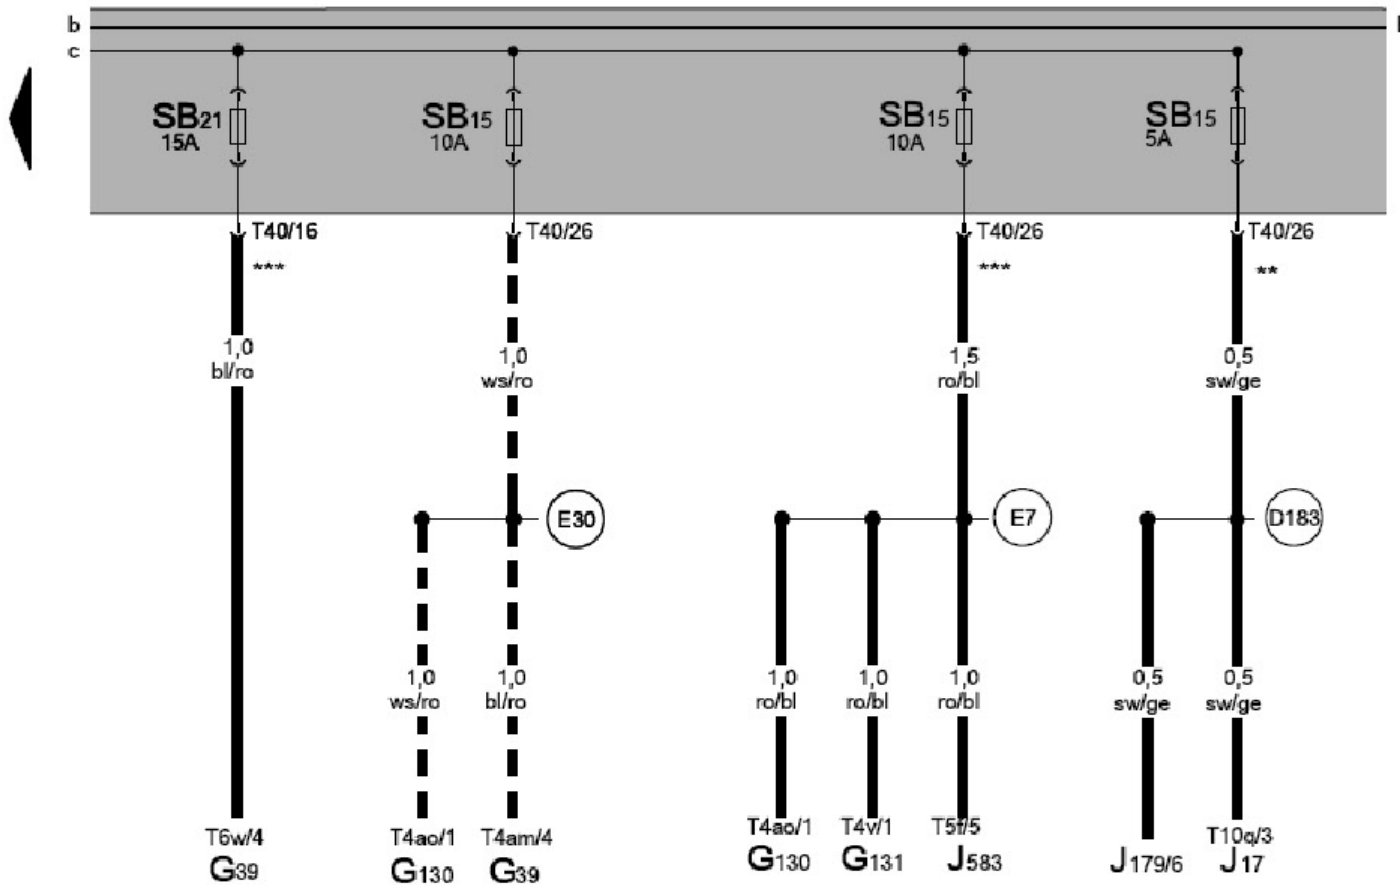 b
c
SB21
15A
SB15
10A
SB15
10A
SB15
5A
T40/16
T40/26
T40/26
T40/26
***
***
**
1,0
bl/ro
1,0
ws/ro
1,5
ro/bl
0,5
sw/ge
E30
E7
D183
1,0
ws/ro
1,0
bl/ro
1,0
ro/bl
1,0
ro/bl
1,0
ro/bl
0,5
sw/ge
0,5
sw/ge
T6w/4
G39
T4ao/1
G130
T4am/4
G39
T4ao/1
G130
T4v/1
G131
T5f/5
J583
J179/6
T10q/3
J17